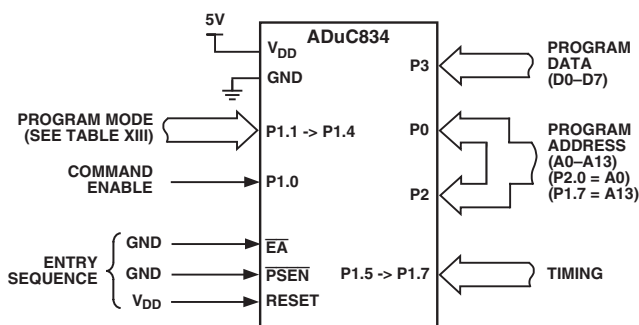 5V
ADuC834
VDD
GND
P3
PROGRAM
DATA
(D0–D7)
PROGRAM MODE
(SEE TABLE XIII)
P1.1 -> P1.4
P0
PROGRAM
ADDRESS
(A0–A13)
(P2.0 = A0)
(P1.7 = A13)
COMMAND
ENABLE
P1.0
P2
ENTRY
SEQUENCE
GND
EA
GND
PSEN
VDD
RESET
P1.5 -> P1.7
TIMING